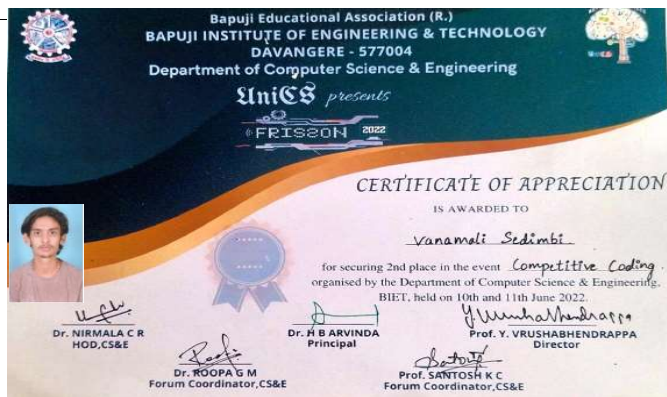 Bapuji Educational Association (R.)
BAPUJI INSTITUTE OF ENGINEERING & TECHNOLOGY
DAVANGERE - 577004
Department of Computer Science & Engineering
UniCS presents
FRISSON 2022
CERTIFICATE OF APPRECIATION
IS AWARDED TO
Vanamali Sedimbi
for securing 2nd place in the event Competitive Coding.
organised by the Department of Computer Science & Engineering,
BIET, held on 10th and 11th June 2022.
Dr. NIRMALA C R
HOD,CS&E
Dr. H B ARVINDA
Principal
Y. Vrushabhendrappa
Prof. Y. VRUSHABHENDRAPPA
Director
Dr. ROOPA G M
Forum Coordinator,CS&E
Prof. SANTOSH K C
Forum Coordinator,CS&E